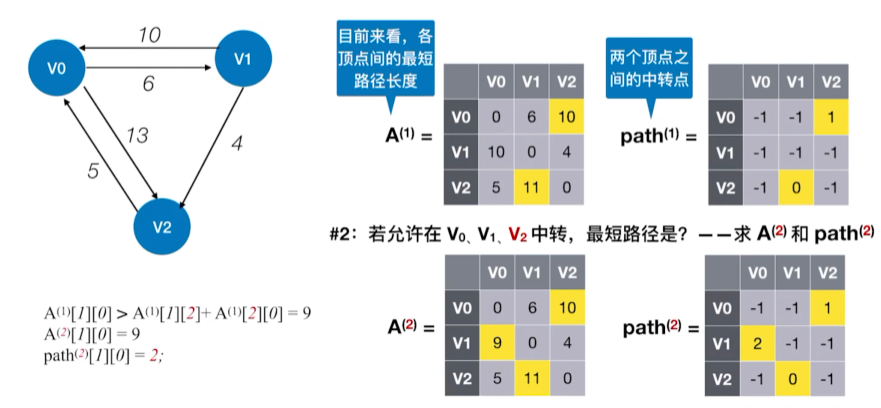 10
V0
V1
6
13
4
5
V2
目前来看，各
顶点间的最短
路径长度
两个顶点之
间的中转点
A⁽¹⁾ =
V0 V1 V2
V0 0 6 10
V1 10 0 4
V2 5 11 0
path⁽¹⁾ =
V0 V1 V2
V0 -1 -1 1
V1 -1 -1 -1
V2 -1 0 -1
#2：若允许在 V₀、V₁、V₂ 中转，最短路径是？——求 A⁽²⁾ 和 path⁽²⁾
A⁽¹⁾[1][0] > A⁽¹⁾[1][2]+ A⁽¹⁾[2][0] = 9
A⁽²⁾[1][0] = 9
path⁽²⁾[1][0] = 2;
A⁽²⁾ =
V0 V1 V2
V0 0 6 10
V1 9 0 4
V2 5 11 0
path⁽²⁾ =
V0 V1 V2
V0 -1 -1 1
V1 2 -1 -1
V2 -1 0 -1